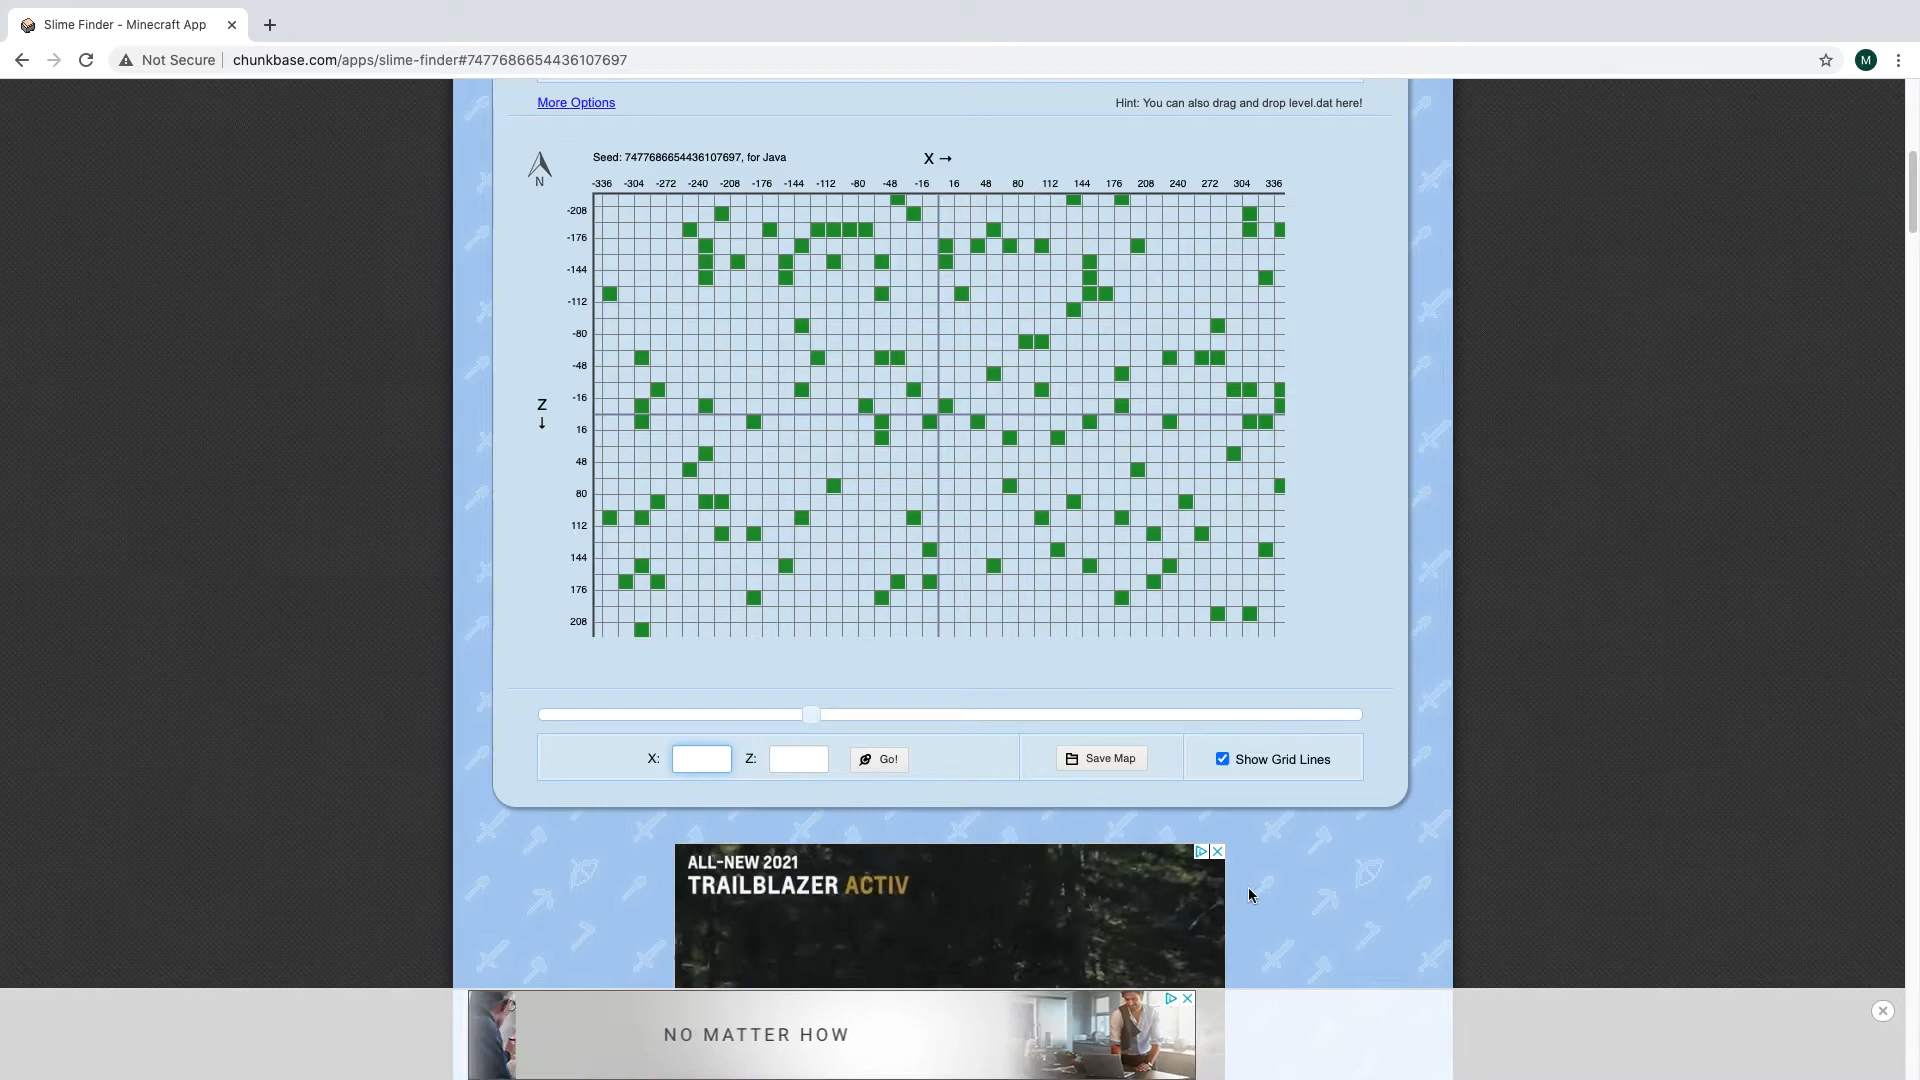 Slime Finder - Minecraft App
Not Secure
chunkbase.com/apps/slime-finder#7477686654436107697
M
More Options
Hint: You can also drag and drop level.dat here!
N
Seed: 7477686654436107697, for Java
X →
-336 -304 -272 -240 -208 -176 -144 -112 -80 -48 -16 16 48 80 112 144 176 208 240 272 304 336
-208
-176
-144
-112
-80
-48
-16
Z
↓
16
48
80
112
144
176
208
X:
Z:
Go!
Save Map
Show Grid Lines
ALL-NEW 2021
TRAILBLAZER ACTIV
NO MATTER HOW